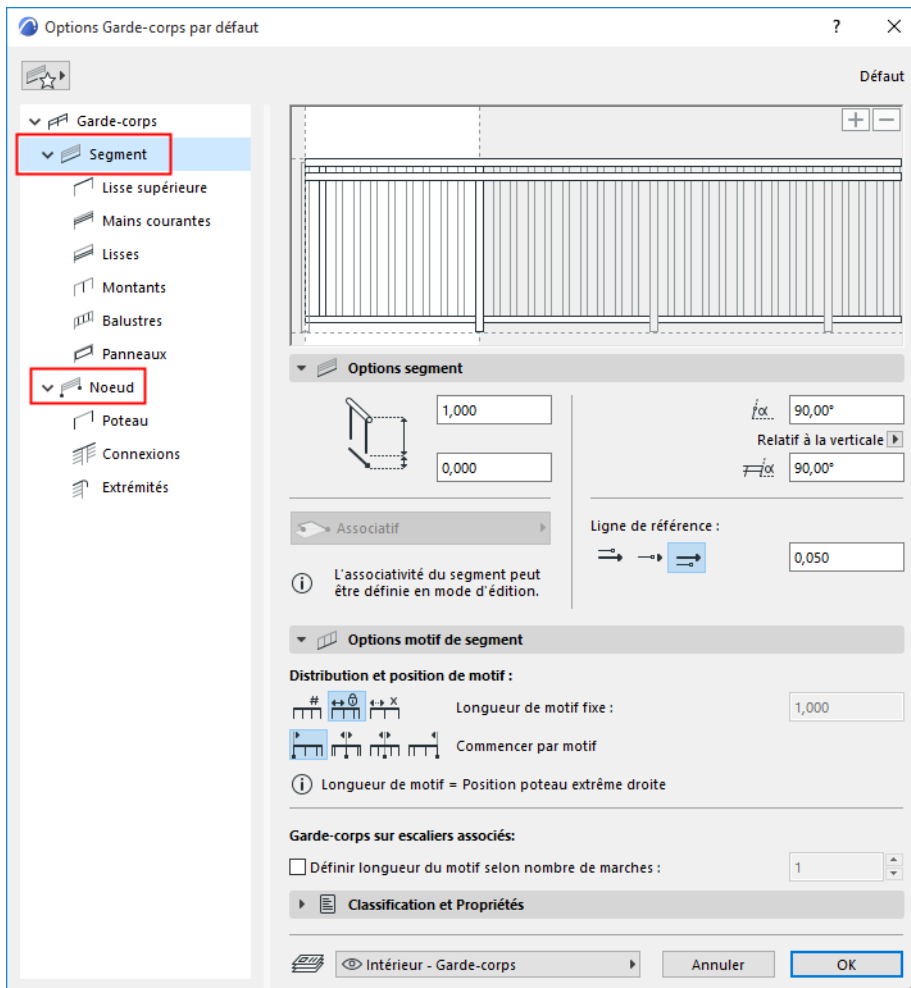 Options Garde-corps par défaut
?
Défaut
Garde-corps
Segment
Lisse supérieure
Mains courantes
Lisses
Montants
Balustres
Panneaux
Noeud
Poteau
Connexions
Extrémités
Options segment
1,000
0,000
α
90,00°
Relatif à la verticale
α
90,00°
Associatif
L'associativité du segment peut
être définie en mode d'édition.
Ligne de référence :
0,050
Options motif de segment
Distribution et position de motif :
#
x
Longueur de motif fixe :
1,000
Commencer par motif
Longueur de motif = Position poteau extrême droite
Garde-corps sur escaliers associés:
Définir longueur du motif selon nombre de marches :
1
Classification et Propriétés
Intérieur - Garde-corps
Annuler
OK